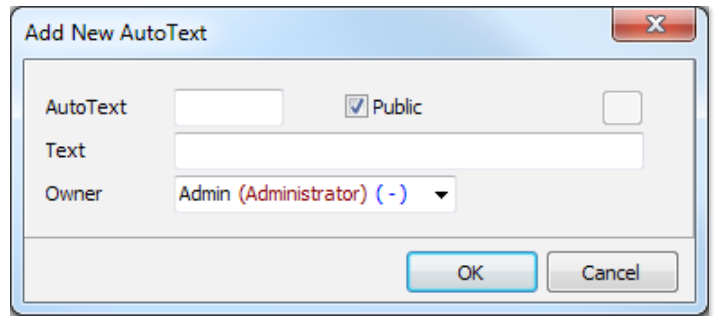 Add New AutoText
AutoText Public
Text
Owner Admin (Administrator) ( - )
OK Cancel